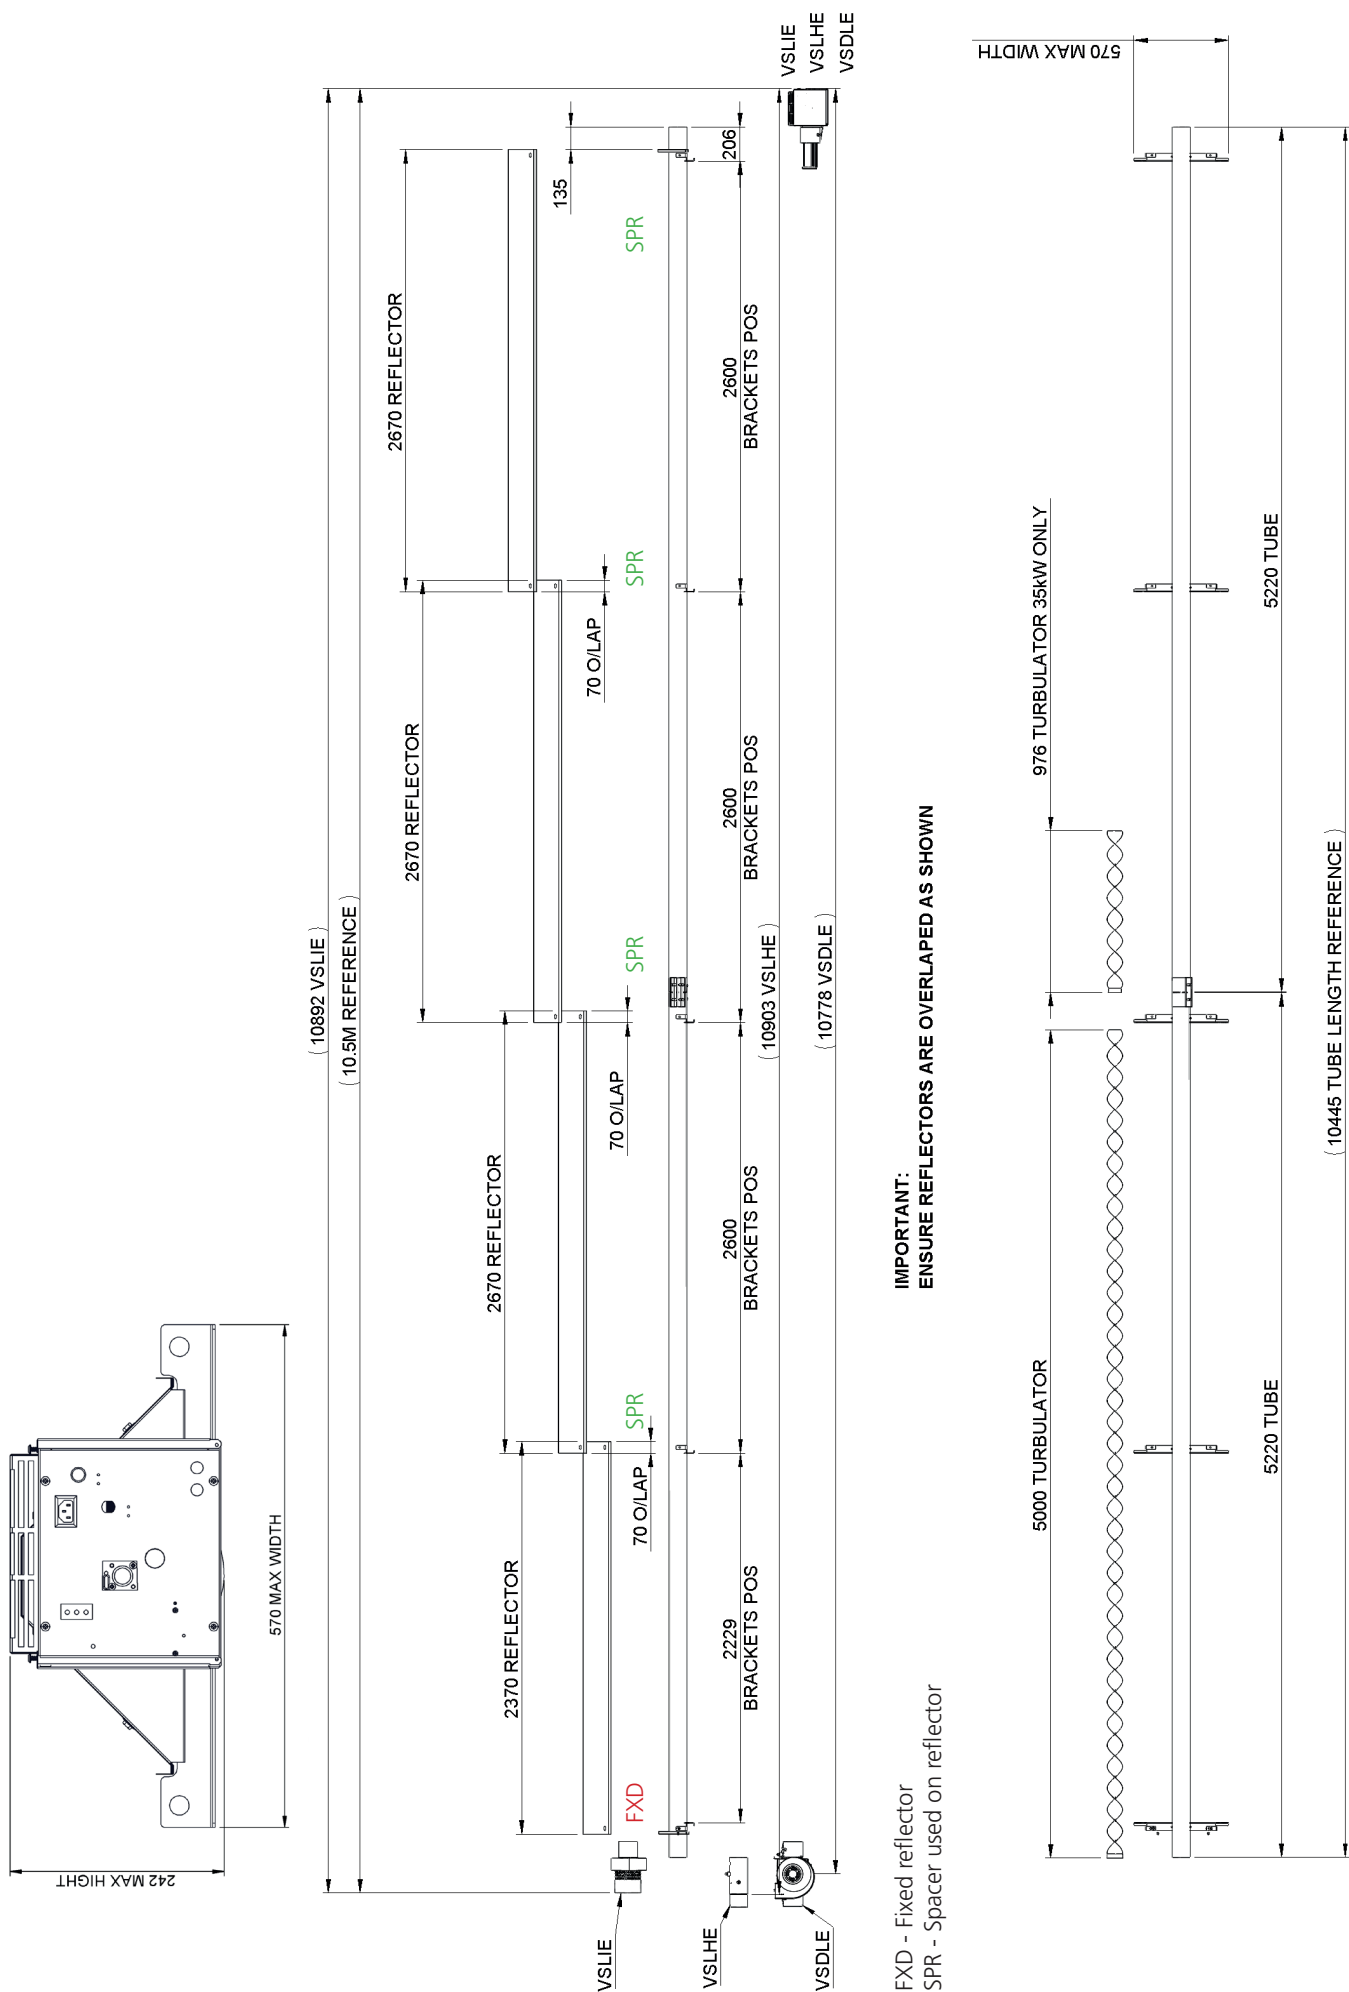 242 MAX HIGHT
570 MAX WIDTH
( 10892 VSLIE )
( 10.5M REFERENCE )
2670 REFLECTOR
2670 REFLECTOR
2670 REFLECTOR
2370 REFLECTOR
135
70 O/LAP
70 O/LAP
70 O/LAP
FXD
SPR
SPR
SPR
SPR
2229
BRACKETS POS
2600
BRACKETS POS
2600
BRACKETS POS
2600
BRACKETS POS
206
( 10903 VSLHE )
( 10778 VSDLE )
VSLIE
VSLHE
VSDLE
VSLIE
VSLHE
VSDLE
FXD - Fixed reflector
SPR - Spacer used on reflector
IMPORTANT:
ENSURE REFLECTORS ARE OVERLAPED AS SHOWN
570 MAX WIDTH
5000 TURBULATOR
976 TURBULATOR 35kW ONLY
5220 TUBE
5220 TUBE
( 10445 TUBE LENGTH REFERENCE )